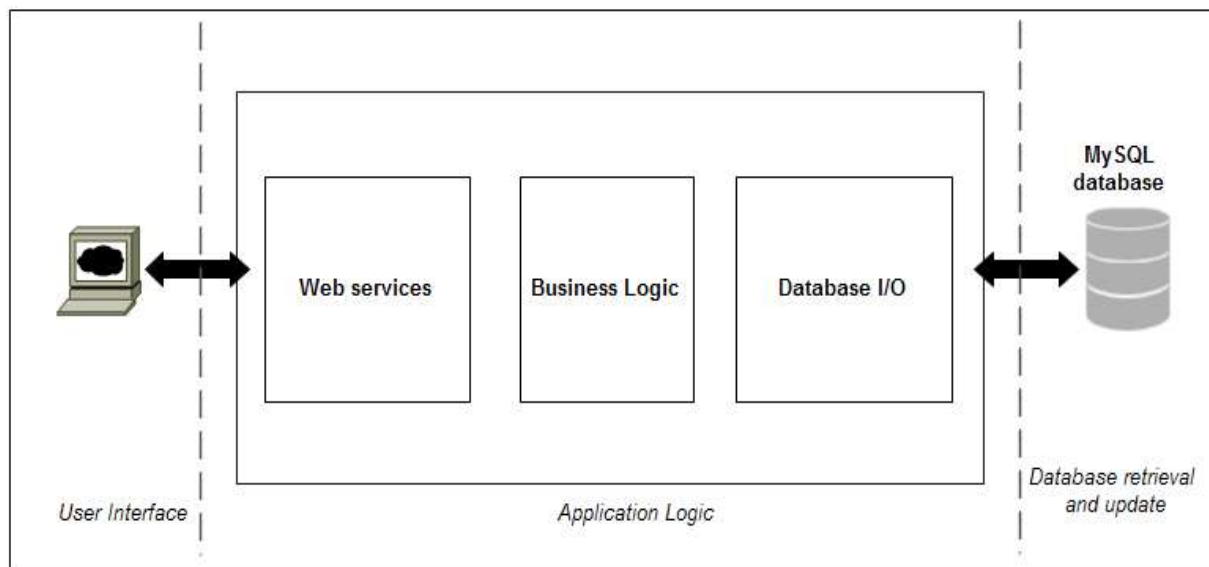 MySQL
database
Web services
Business Logic
Database I/O
User Interface
Application Logic
Database retrieval
and update